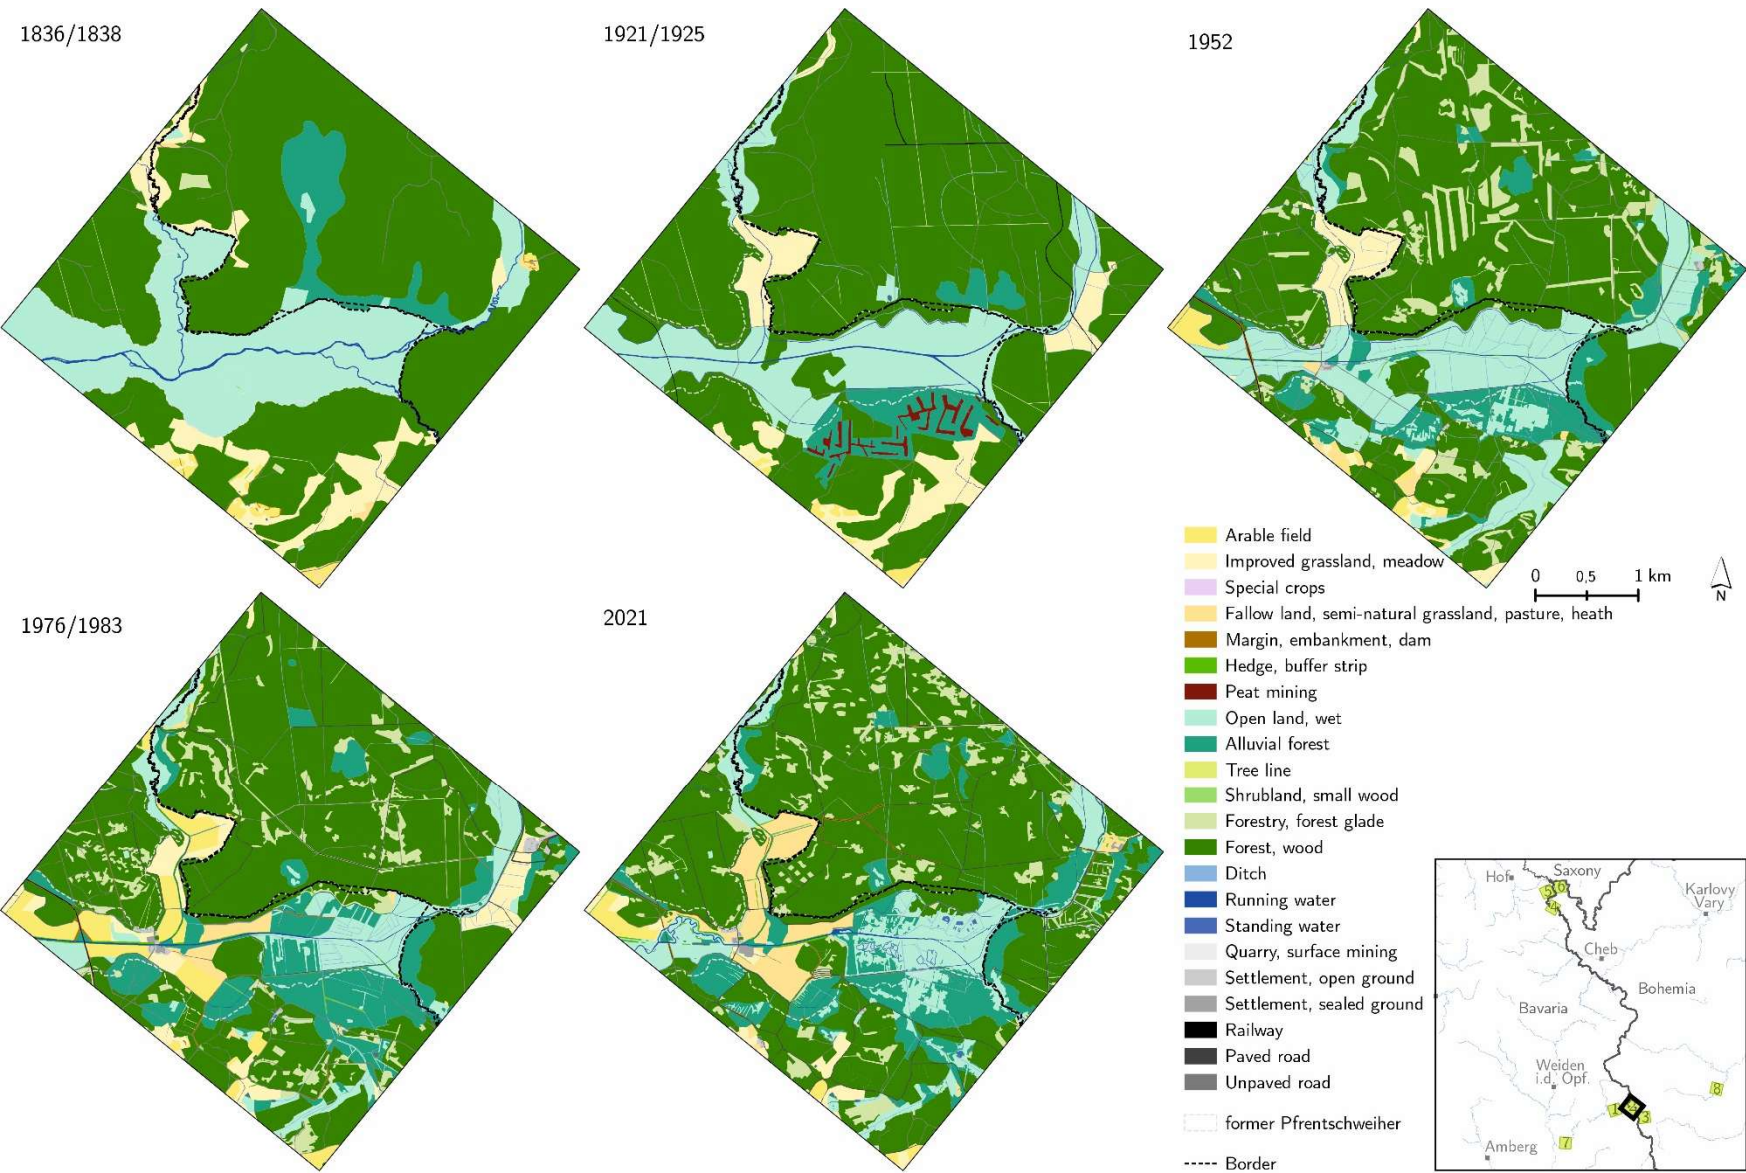 1836/1838
1921/1925
1952
1976/1983
2021
Arable field
Improved grassland, meadow
Special crops
Fallow land, semi-natural grassland, pasture, heath
Margin, embankment, dam
Hedge, buffer strip
Peat mining
Open land, wet
Alluvial forest
Tree line
Shrubland, small wood
Forestry, forest glade
Forest, wood
Ditch
Running water
Standing water
Quarry, surface mining
Settlement, open ground
Settlement, sealed ground
Railway
Paved road
Unpaved road
former Pfrentschweiher
Border
0 0,5 1 km
N
Hof
Saxony
5 6
4
Karlovy
Vary
Cheb
Bohemia
Bavaria
Weiden
i.d. Opf.
8
1
3
7
Amberg